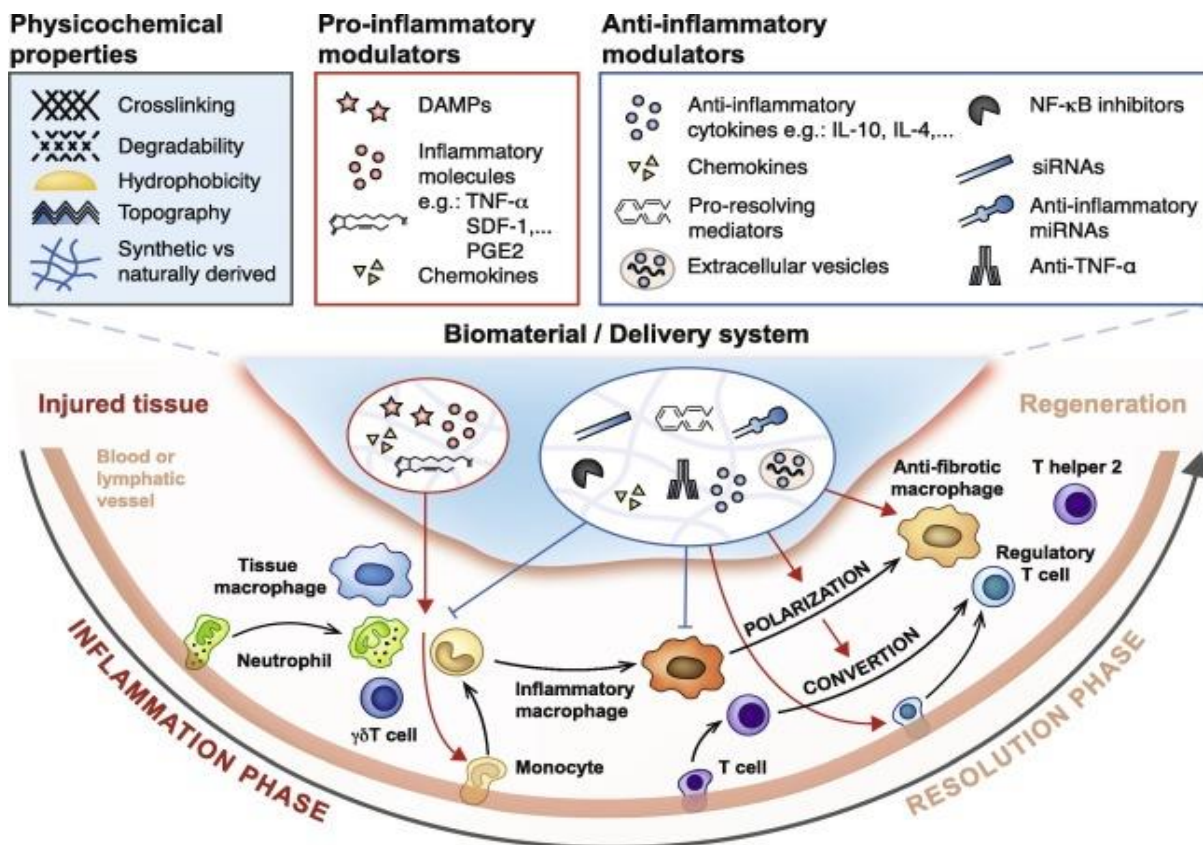 Physicochemical
properties
Crosslinking
Degradability
Hydrophobicity
Topography
Synthetic vs
naturally derived
Pro-inflammatory
modulators
DAMPs
Inflammatory
molecules
e.g.: TNF-α
SDF-1,...
PGE2
Chemokines
Anti-inflammatory
modulators
Anti-inflammatory
cytokines e.g.: IL-10, IL-4,...
Chemokines
Pro-resolving
mediators
Extracellular vesicles
NF-κB inhibitors
siRNAs
Anti-inflammatory
miRNAs
Anti-TNF-α
Biomaterial / Delivery system
Injured tissue
Regeneration
Blood or
lymphatic
vessel
Anti-fibrotic
macrophage
T helper 2
Tissue
macrophage
Regulatory
T cell
POLARIZATION
Neutrophil
CONVERTION
Inflammatory
macrophage
γδT cell
Monocyte
T cell
INFLAMMATION PHASE
RESOLUTION PHASE